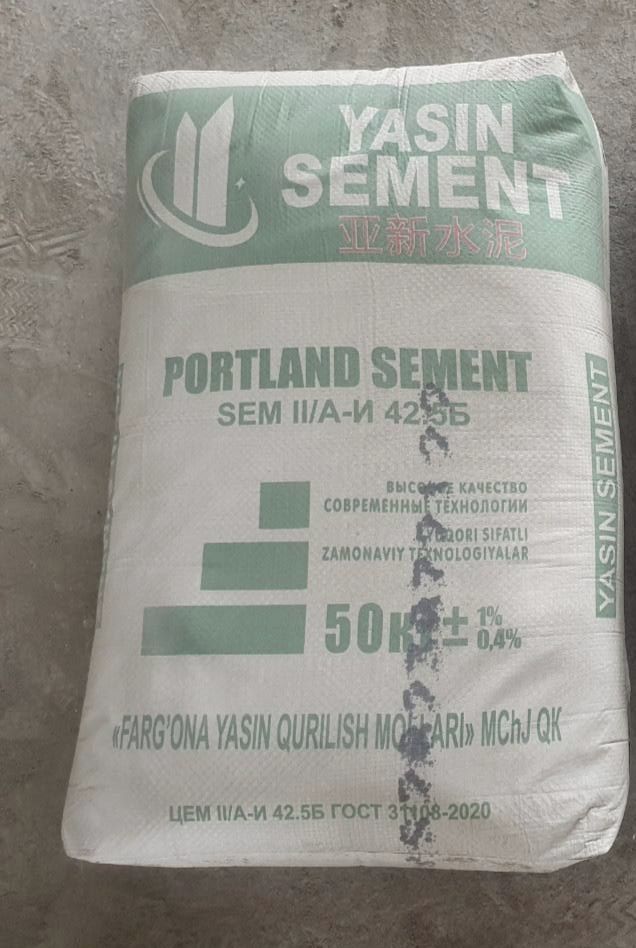 YASIN
SEMENT
亚新水泥
PORTLAND SEMENT
SEM II/А-И 42.5Б
ВЫСОКОЕ КАЧЕСТВО
СОВРЕМЕННЫЕ ТЕХНОЛОГИИ
YUQORI SIFATLI
ZAMONAVIY TEXNOLOGIYALAR
50кг ± 1% 0,4%
«FARG'ONA YASIN QURILISH MOLLARI» MChJ QK
ЦЕМ II/А-И 42.5Б ГОСТ 31108-2020
YASIN SEMENT